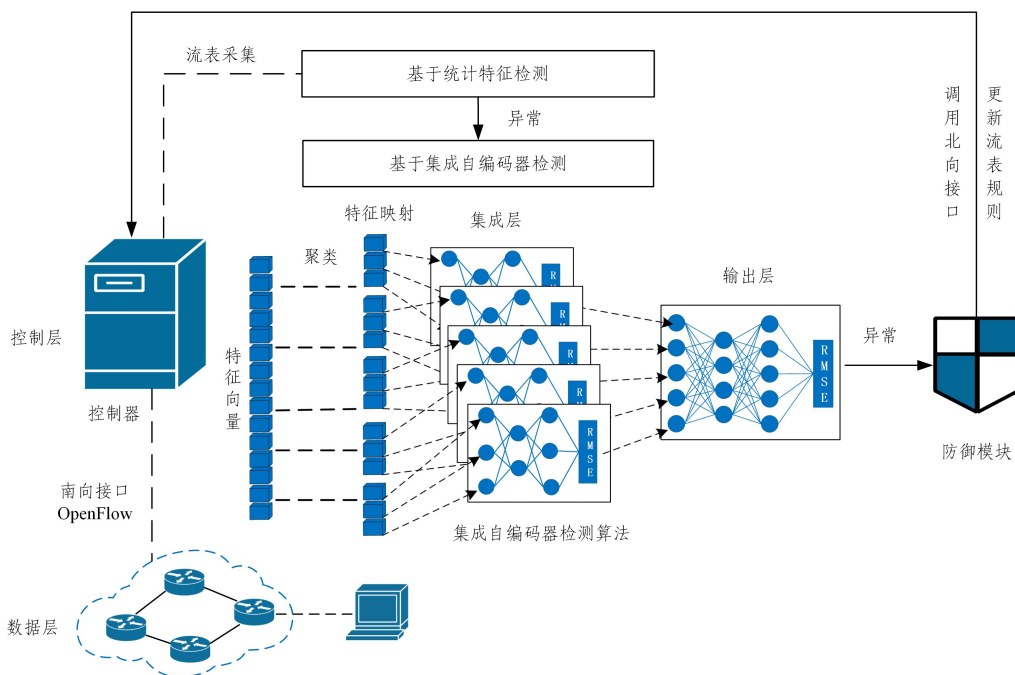 流表采集
基于统计特征检测
异常
基于集成自编码器检测
调用北向接口
更新流表规则
特征映射
集成层
聚类
输出层
控制层
特征向量
RM
RM
RM
RM
RMSE
RMSE
异常
控制器
防御模块
南向接口
OpenFlow
集成自编码器检测算法
数据层